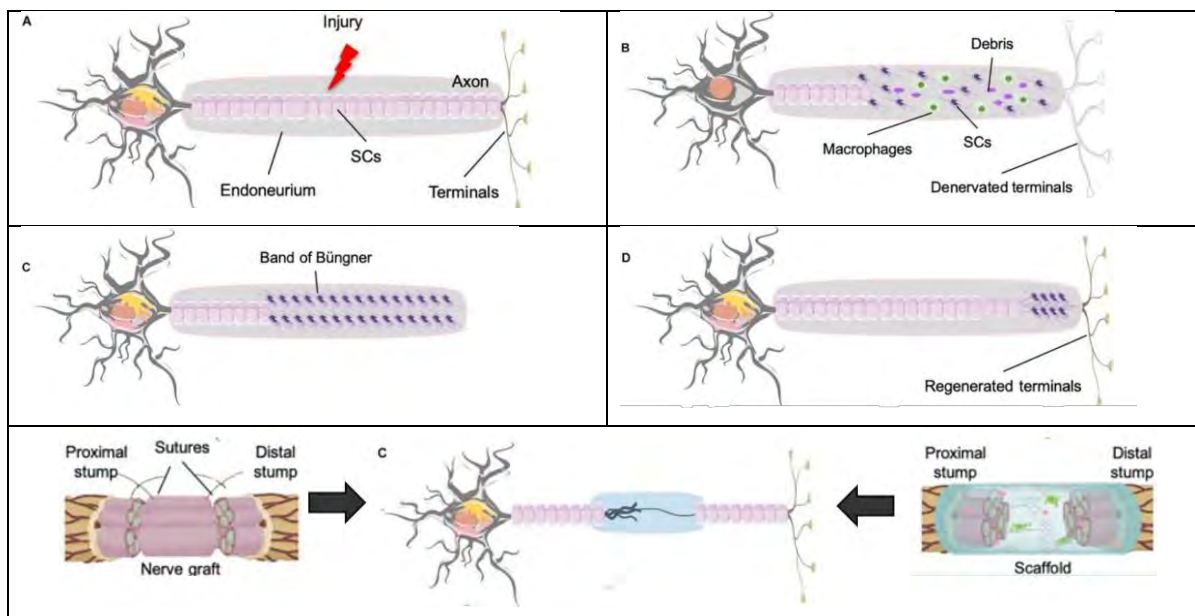 A
Injury
Axon
SCs
Endoneurium
Terminals
B
Debris
Macrophages
SCs
Denervated terminals
C
Band of Büngner
D
Regenerated terminals
Proximal
stump
Sutures
Distal
stump
Nerve graft
C
Proximal
stump
Distal
stump
Scaffold